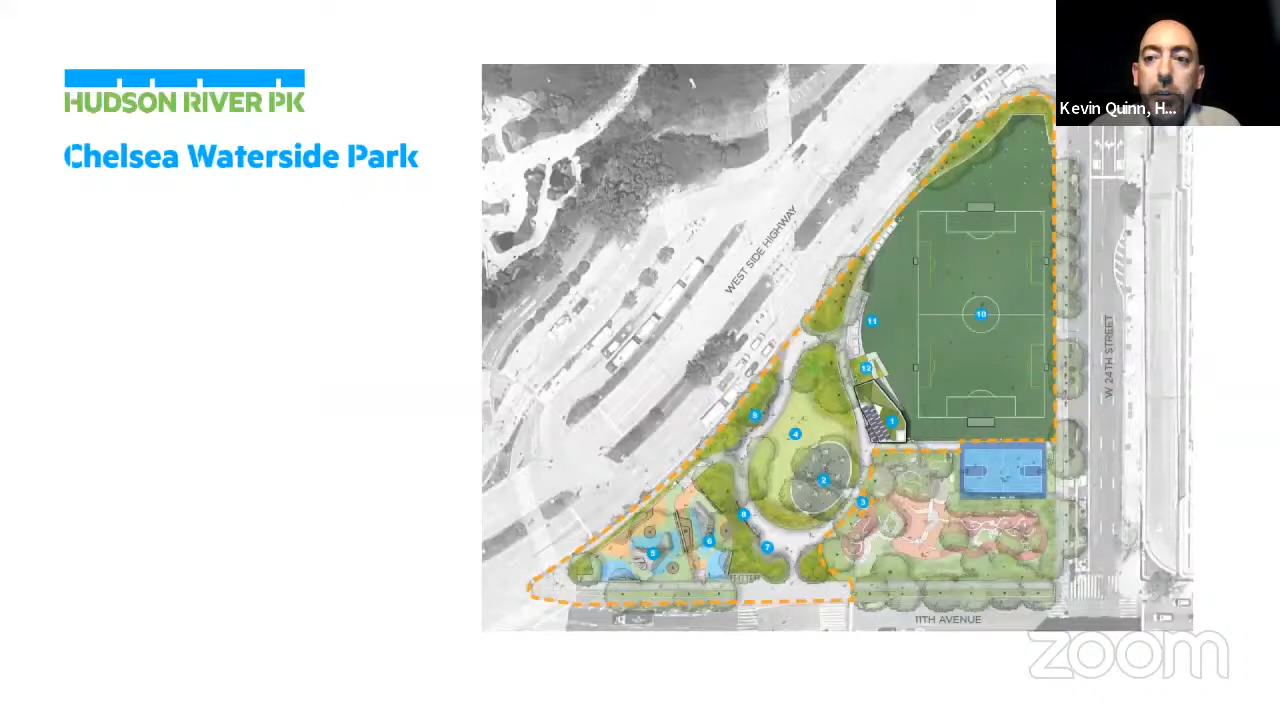 HUDSON RIVER PK
Chelsea Waterside Park
Kevin Quinn, H...
WEST SIDE HIGHWAY
W 24TH STREET
11TH AVENUE
10
11
12
1
9
4
2
3
8
7
6
5
zoom